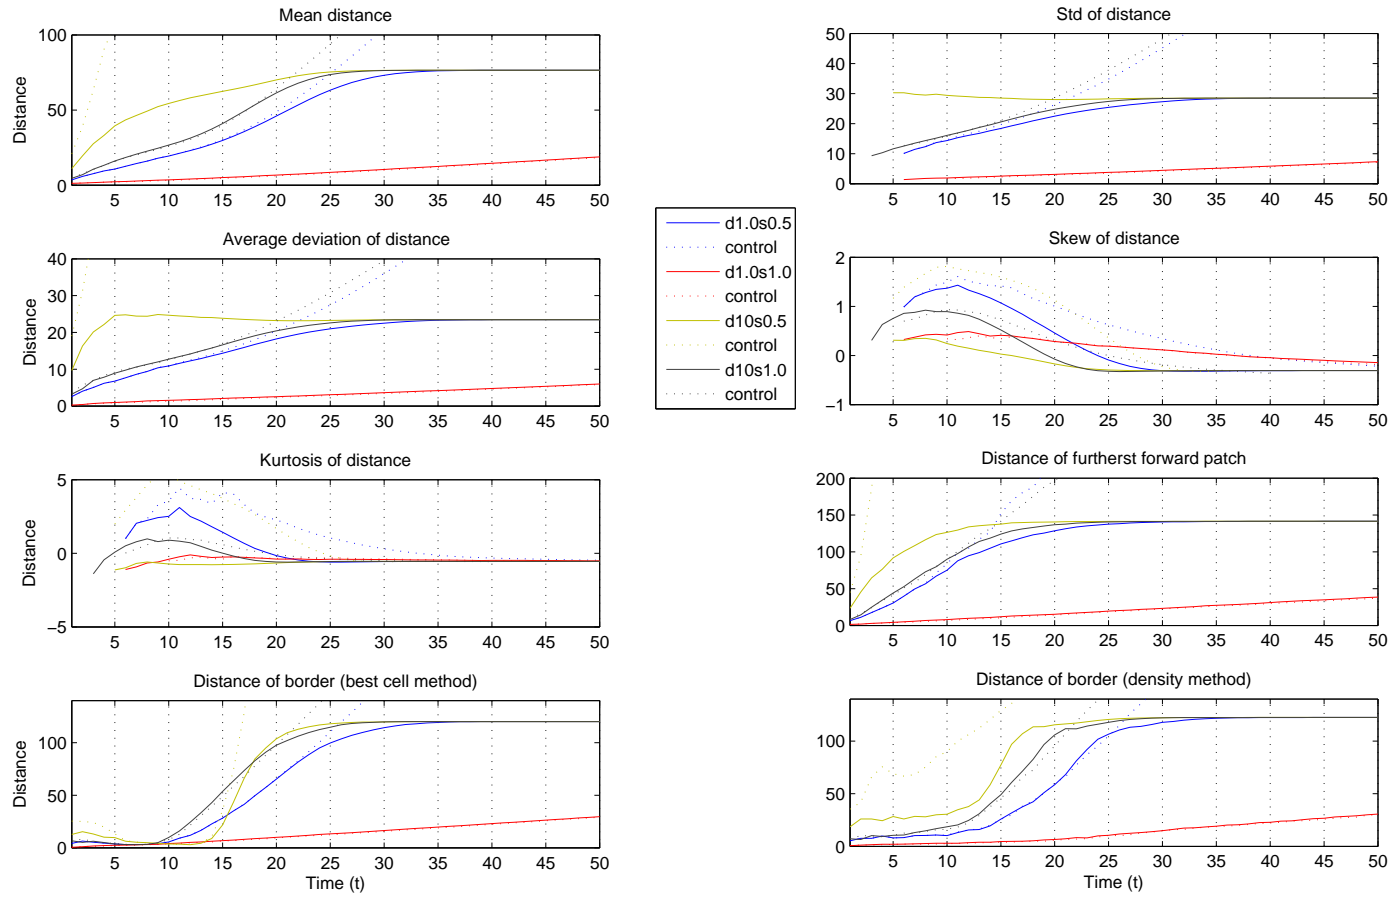 Mean distance
Distance
100
50
0
5 10 15 20 25 30 35 40 45 50
Std of distance
50
40
30
20
10
0
5 10 15 20 25 30 35 40 45 50
Average deviation of distance
Distance
40
30
20
10
0
5 10 15 20 25 30 35 40 45 50
d1.0s0.5
control
d1.0s1.0
control
d10s0.5
control
d10s1.0
control
Skew of distance
2
1
0
−1
5 10 15 20 25 30 35 40 45 50
Kurtosis of distance
Distance
5
0
−5
5 10 15 20 25 30 35 40 45 50
Distance of furtherst forward patch
200
150
100
50
0
5 10 15 20 25 30 35 40 45 50
Distance of border (best cell method)
Distance
100
50
0
5 10 15 20 25 30 35 40 45 50
Time (t)
Distance of border (density method)
100
50
0
5 10 15 20 25 30 35 40 45 50
Time (t)